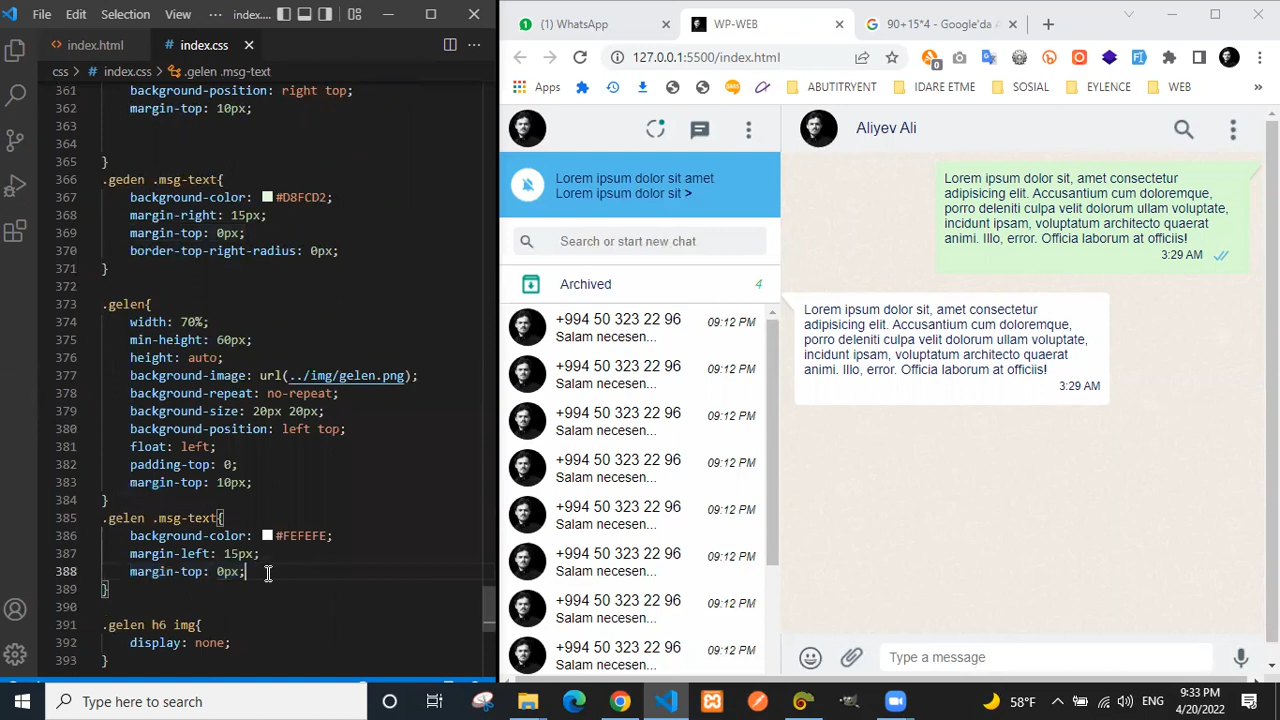 File Edit Selection View ...
(1) WhatsApp
WP-WEB
90+15*4 - Google'da A
index.html
index.css
127.0.0.1:5500/index.html
css > index.css > .gelen .msg-text
Apps
ABUTITRYENT
IDARE ETME
SOSIAL
EYLENCE
WEB
»
361 background-position: right top;
362 margin-top: 10px;
363
364
365 }
366 .geden .msg-text{
367 background-color: #D8FCD2;
368 margin-right: 15px;
369 margin-top: 0px;
370 border-top-right-radius: 0px;
371 }
372
373 .gelen{
374 width: 70%;
375 min-height: 60px;
376 height: auto;
377 background-image: url(../img/gelen.png);
378 background-repeat: no-repeat;
379 background-size: 20px 20px;
380 background-position: left top;
381 float: left;
382 padding-top: 0;
383 margin-top: 10px;
384 }
385 .gelen .msg-text{
386 background-color: #FEFEFE;
387 margin-left: 15px;
388 margin-top: 0px;
389 }
390
391 .gelen h6 img{
392 display: none;
393 }
Lorem ipsum dolor sit amet
Lorem ipsum dolor sit >
Search or start new chat
Archived 4
+994 50 323 22 96 09:12 PM
Salam necesen...
+994 50 323 22 96 09:12 PM
Salam necesen...
+994 50 323 22 96 09:12 PM
Salam necesen...
+994 50 323 22 96 09:12 PM
Salam necesen...
+994 50 323 22 96 09:12 PM
Salam necesen...
+994 50 323 22 96 09:12 PM
Salam necesen...
+994 50 323 22 96 09:12 PM
Salam necesen...
+994 50 323 22 96 09:12 PM
Salam necesen...
Aliyev Ali
Lorem ipsum dolor sit, amet consectetur
adipisicing elit. Accusantium cum doloremque,
porro deleniti culpa velit dolorum ullam voluptate,
incidunt ipsam, voluptatum architecto quaerat
animi. Illo, error. Officia laborum at officiis!
3:29 AM
Lorem ipsum dolor sit, amet consectetur
adipisicing elit. Accusantium cum doloremque,
porro deleniti culpa velit dolorum ullam voluptate,
incidunt ipsam, voluptatum architecto quaerat
animi. Illo, error. Officia laborum at officiis!
3:29 AM
Type a message
Type here to search
58°F
ENG
9:33 PM
4/20/2022